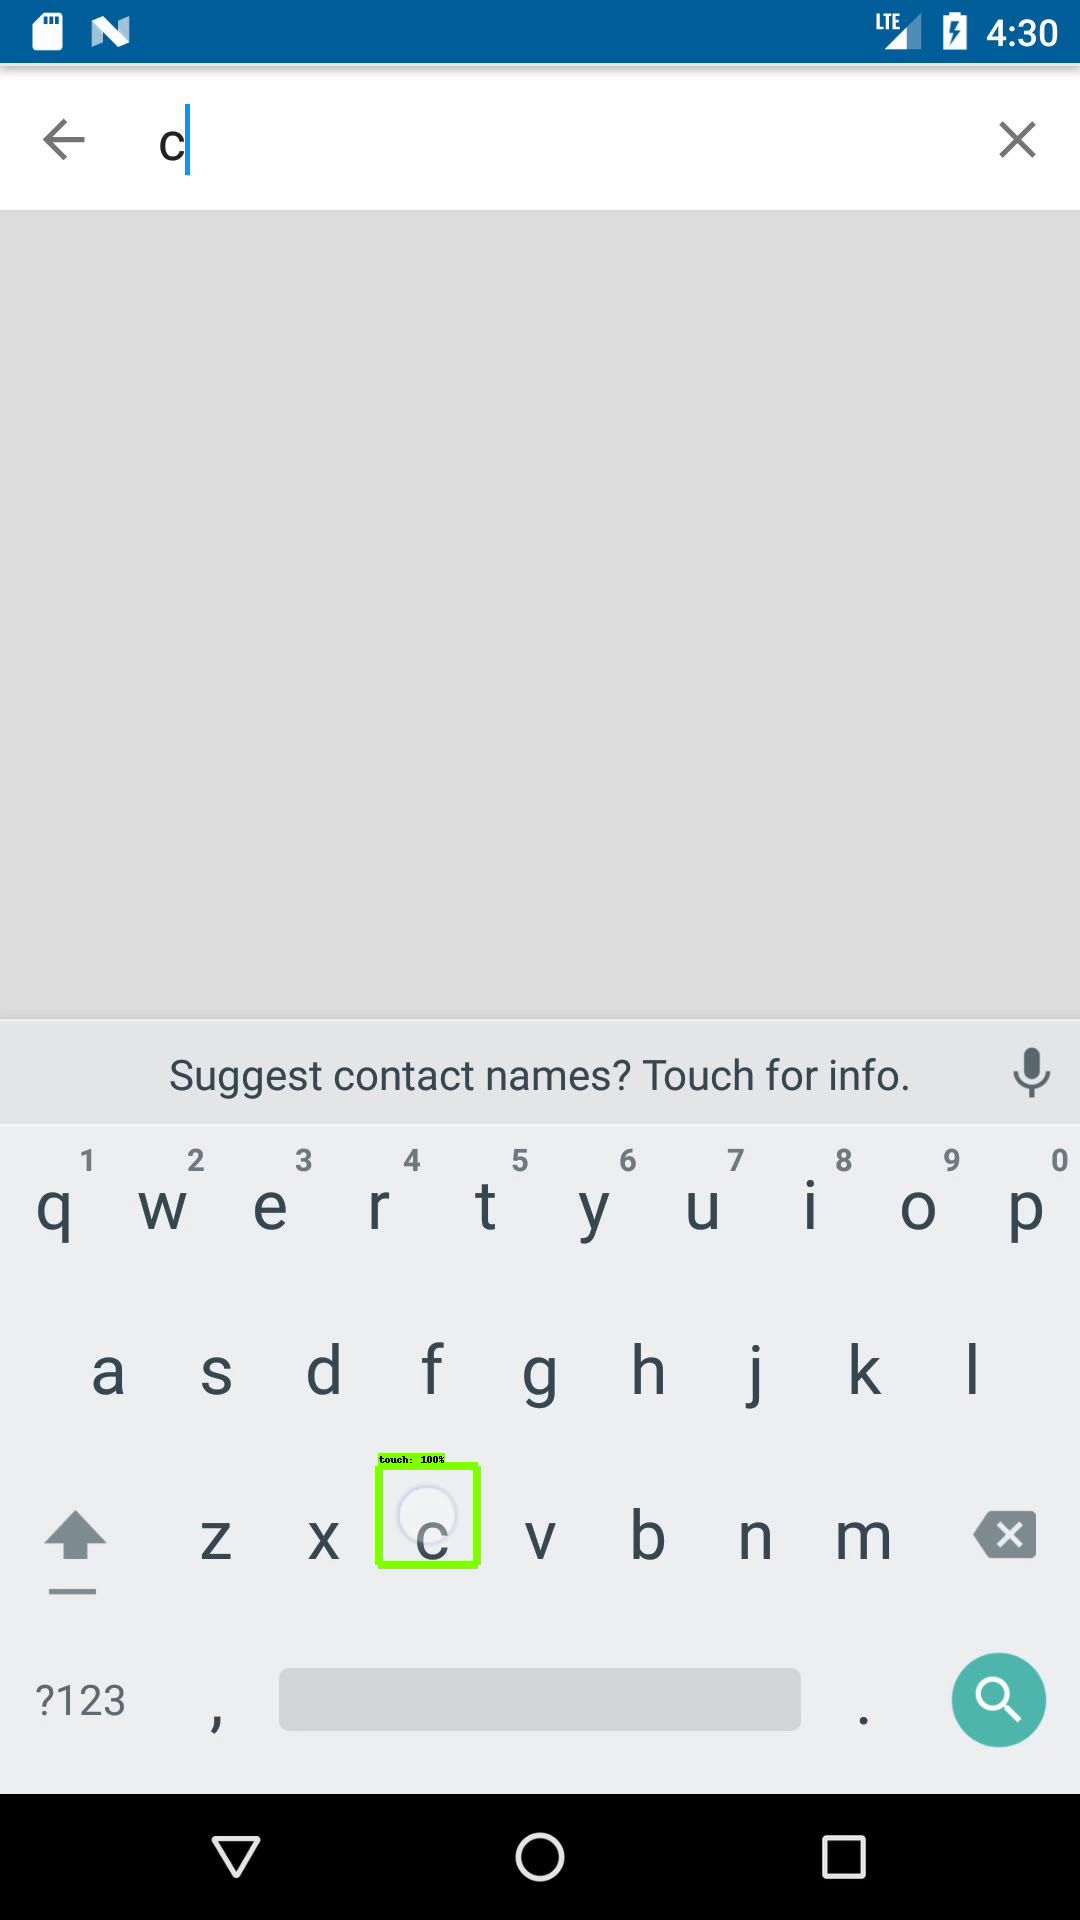 LTE 4:30
c
Suggest contact names? Touch for info.
1 2 3 4 5 6 7 8 9 0
q w e r t y u i o p
a s d f g h j k l
touch: 100%
z x c v b n m
?123 , .